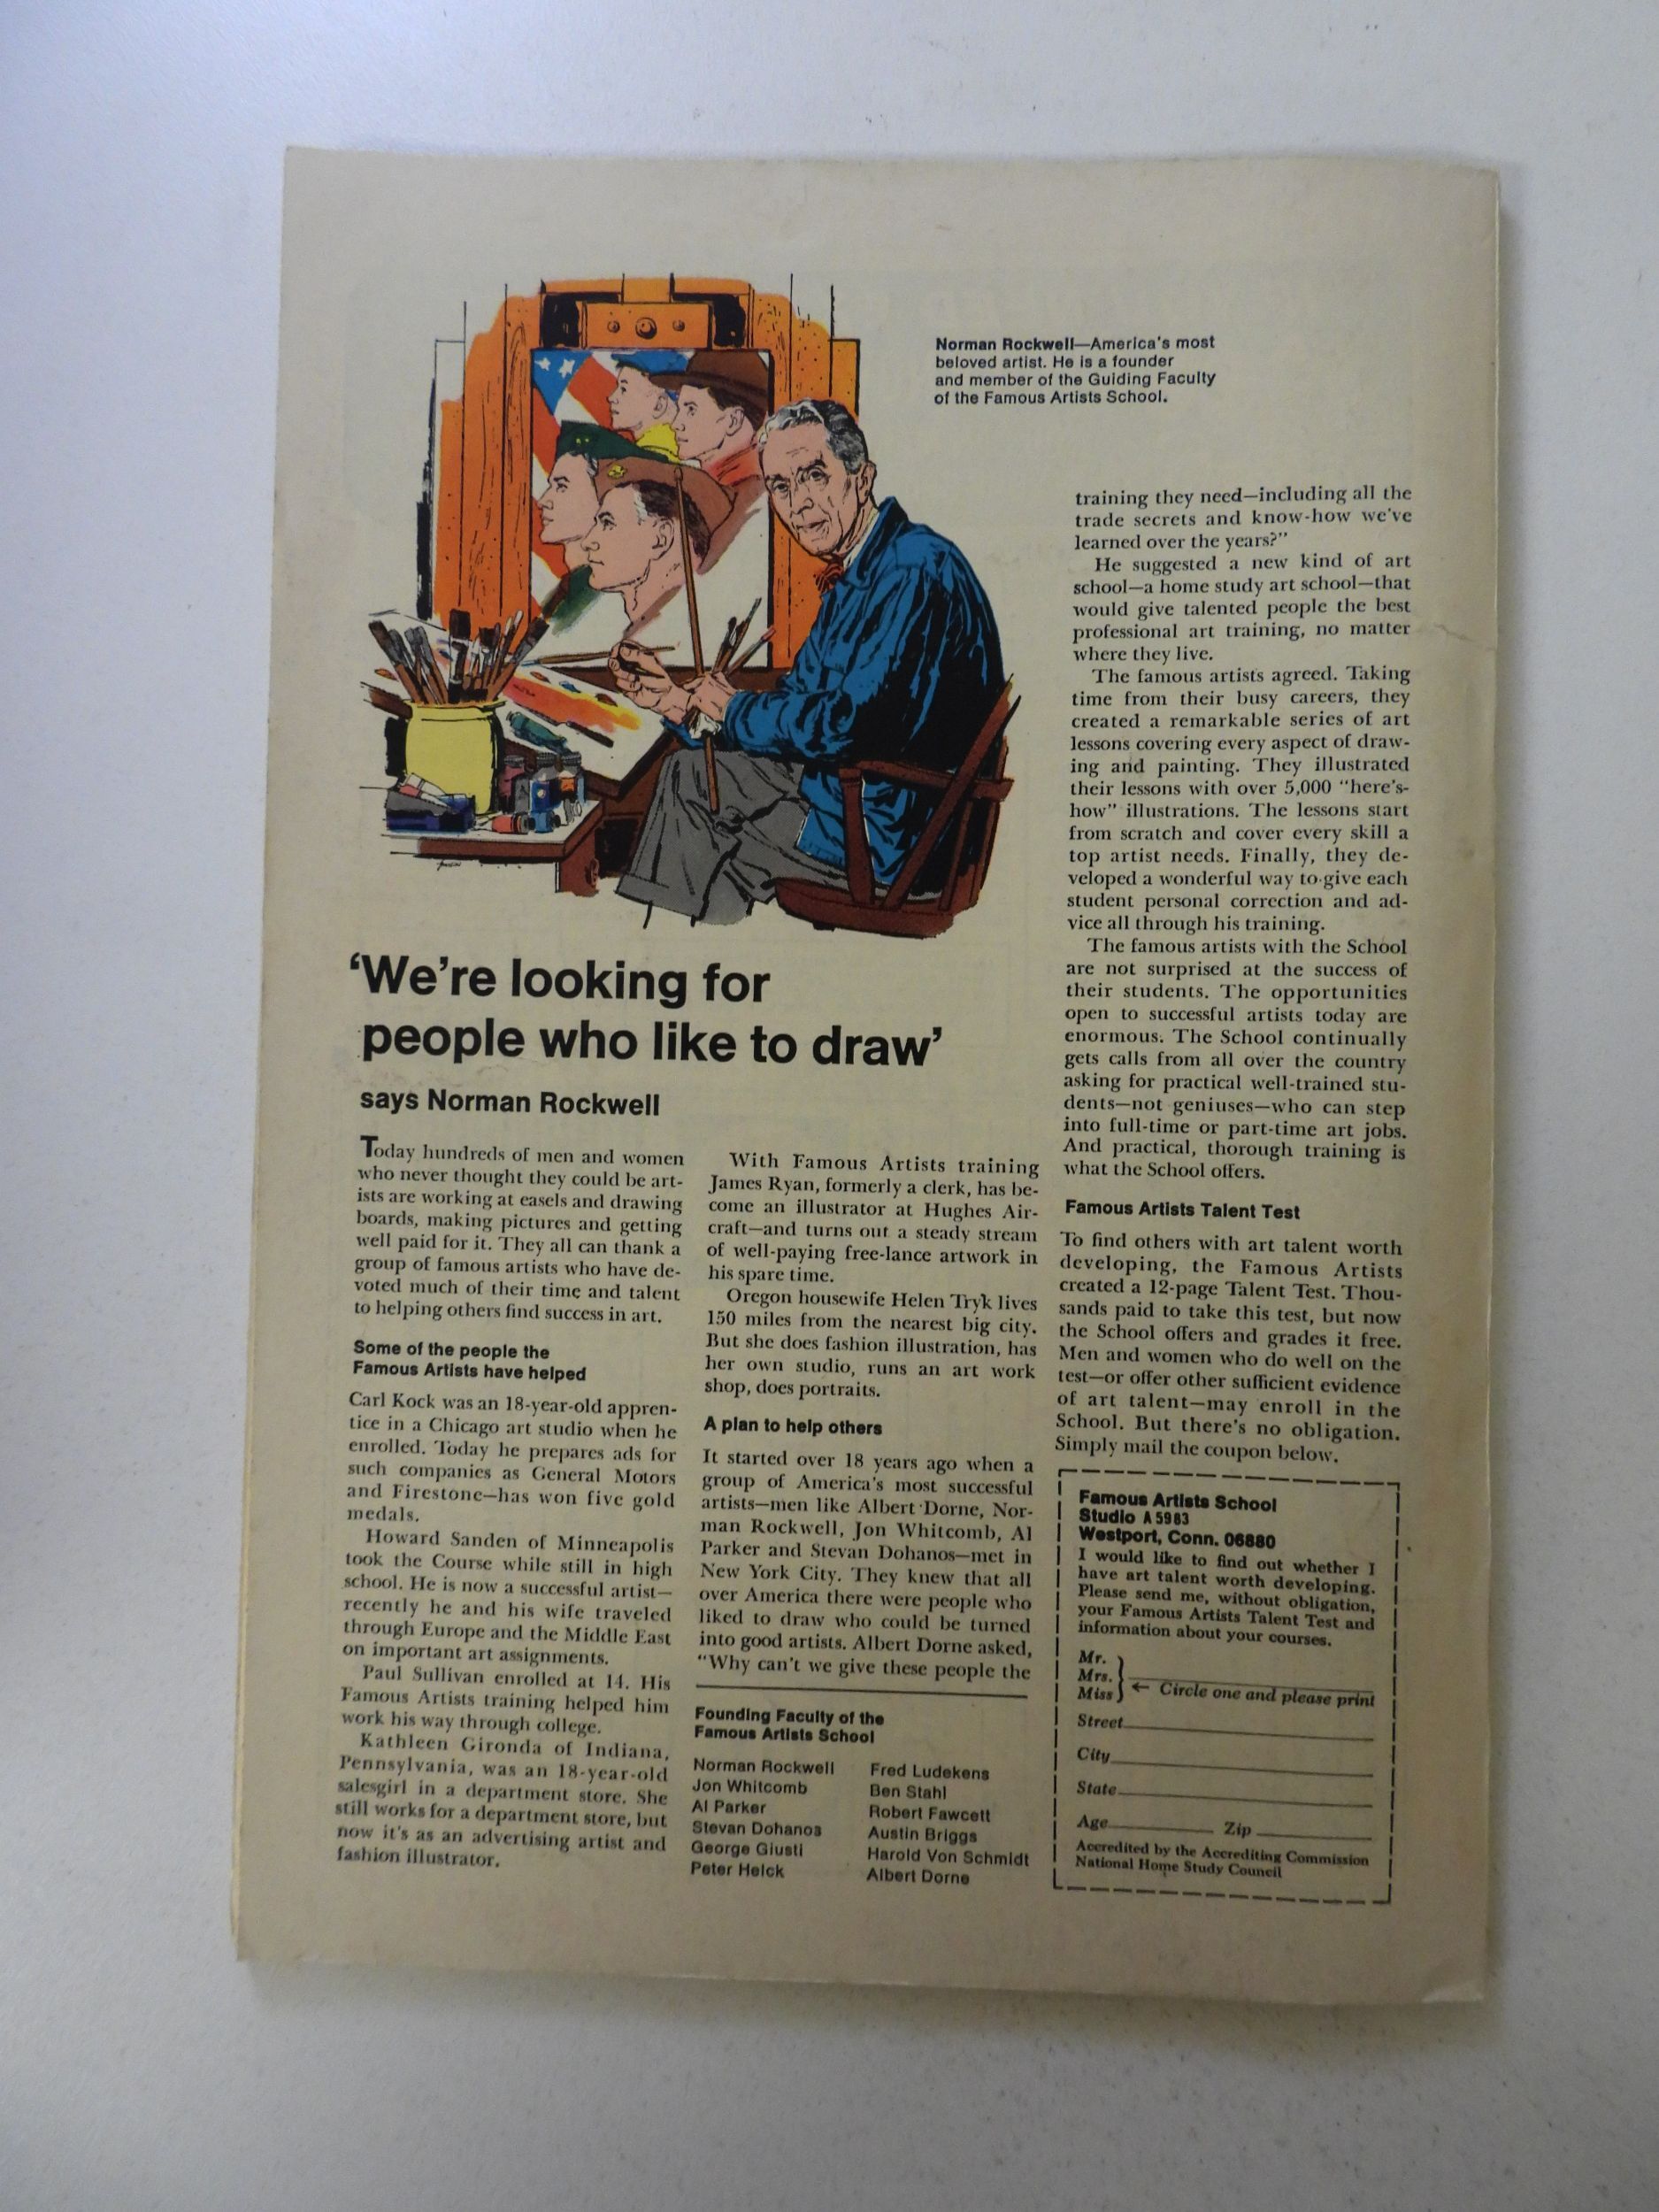 Norman Rockwell—America's most
beloved artist. He is a founder
and member of the Guiding Faculty
of the Famous Artists School.
'We're looking for
people who like to draw'
says Norman Rockwell
Today hundreds of men and women
who never thought they could be art-
ists are working at easels and drawing
boards, making pictures and getting
well paid for it. They all can thank a
group of famous artists who have de-
voted much of their time and talent
to helping others find success in art.
Some of the people the
Famous Artists have helped
Carl Kock was an 18-year-old appren-
tice in a Chicago art studio when he
enrolled. Today he prepares ads for
such companies as General Motors
and Firestone—has won five gold
medals.
Howard Sanden of Minneapolis
took the Course while still in high
school. He is now a successful artist—
recently he and his wife traveled
through Europe and the Middle East
on important art assignments.
Paul Sullivan enrolled at 14. His
Famous Artists training helped him
work his way through college.
Kathleen Gironda of Indiana,
Pennsylvania, was an 18-year-old
salesgirl in a department store. She
still works for a department store, but
now it's as an advertising artist and
fashion illustrator.
With Famous Artists training
James Ryan, formerly a clerk, has be-
come an illustrator at Hughes Air-
craft—and turns out a steady stream
of well-paying free-lance artwork in
his spare time.
Oregon housewife Helen Tryk lives
150 miles from the nearest big city.
But she does fashion illustration, has
her own studio, runs an art work
shop, does portraits.
A plan to help others
It started over 18 years ago when a
group of America's most successful
artists—men like Albert Dorne, Nor-
man Rockwell, Jon Whitcomb, Al
Parker and Stevan Dohanos—met in
New York City. They knew that all
over America there were people who
liked to draw who could be turned
into good artists. Albert Dorne asked,
"Why can't we give these people the
Founding Faculty of the
Famous Artists School
Norman Rockwell
Jon Whitcomb
Al Parker
Stevan Dohanos
George Giusti
Peter Helck
Fred Ludekens
Ben Stahl
Robert Fawcett
Austin Briggs
Harold Von Schmidt
Albert Dorne
training they need—including all the
trade secrets and know-how we've
learned over the years?"
He suggested a new kind of art
school—a home study art school—that
would give talented people the best
professional art training, no matter
where they live.
The famous artists agreed. Taking
time from their busy careers, they
created a remarkable series of art
lessons covering every aspect of draw-
ing and painting. They illustrated
their lessons with over 5,000 "here's-
how" illustrations. The lessons start
from scratch and cover every skill a
top artist needs. Finally, they de-
veloped a wonderful way to give each
student personal correction and ad-
vice all through his training.
The famous artists with the School
are not surprised at the success of
their students. The opportunities
open to successful artists today are
enormous. The School continually
gets calls from all over the country
asking for practical well-trained stu-
dents—not geniuses—who can step
into full-time or part-time art jobs.
And practical, thorough training is
what the School offers.
Famous Artists Talent Test
To find others with art talent worth
developing, the Famous Artists
created a 12-page Talent Test. Thou-
sands paid to take this test, but now
the School offers and grades it free.
Men and women who do well on the
test—or offer other sufficient evidence
of art talent—may enroll in the
School. But there's no obligation.
Simply mail the coupon below.
Famous Artists School
Studio A 5983
Westport, Conn. 06880
I would like to find out whether I
have art talent worth developing.
Please send me, without obligation,
your Famous Artists Talent Test and
information about your courses.
Mr.
Mrs.
Miss
← Circle one and please print
Street
City
State
Age Zip
Accredited by the Accrediting Commission
National Home Study Council